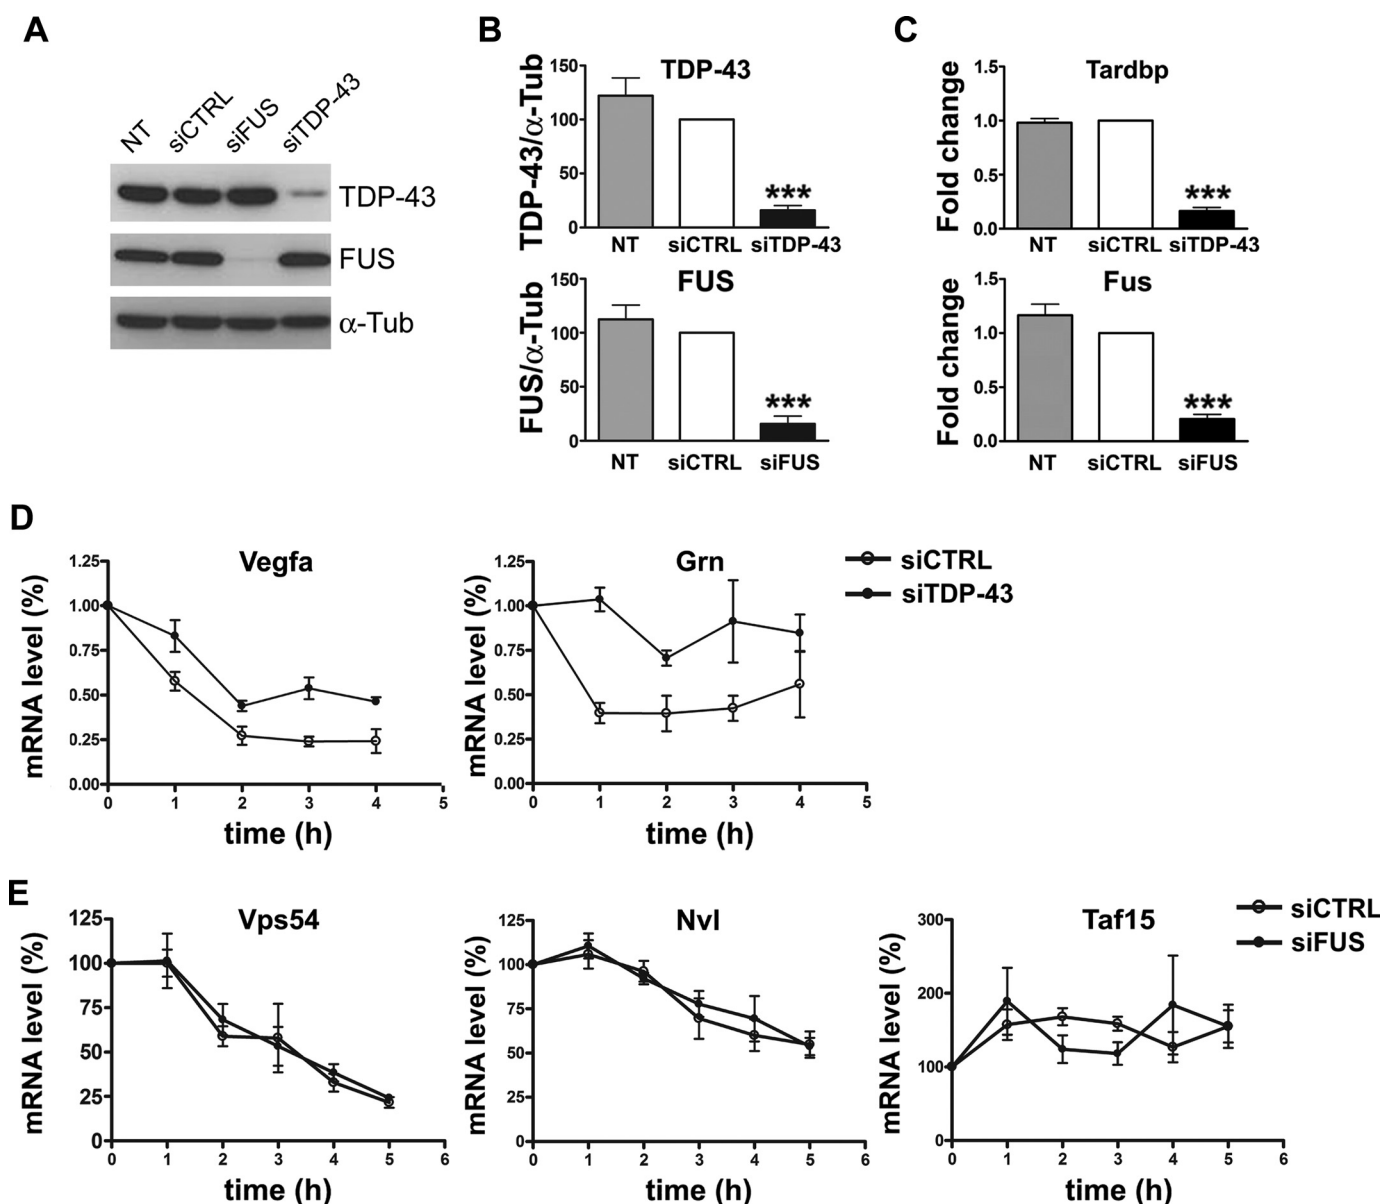 A
NT siCTRL siFUS siTDP-43
TDP-43
FUS
α-Tub
B
TDP-43
TDP-43/α-Tub
150
100
50
0
NT siCTRL siTDP-43
***
FUS
FUS/α-Tub
150
100
50
0
NT siCTRL siFUS
***
C
Tardbp
Fold change
1.5
1.0
0.5
0.0
NT siCTRL siTDP-43
***
Fus
Fold change
1.5
1.0
0.5
0.0
NT siCTRL siFUS
***
D
Vegfa
mRNA level (%)
1.25
1.00
0.75
0.50
0.25
0.00
0 1 2 3 4 5
time (h)
Grn
mRNA level (%)
1.25
1.00
0.75
0.50
0.25
0.00
0 1 2 3 4 5
time (h)
siCTRL
siTDP-43
E
Vps54
mRNA level (%)
125
100
75
50
25
0
0 1 2 3 4 5 6
time (h)
Nvl
mRNA level (%)
125
100
75
50
25
0
0 1 2 3 4 5 6
time (h)
Taf15
mRNA level (%)
300
200
100
0
0 1 2 3 4 5 6
time (h)
siCTRL
siFUS